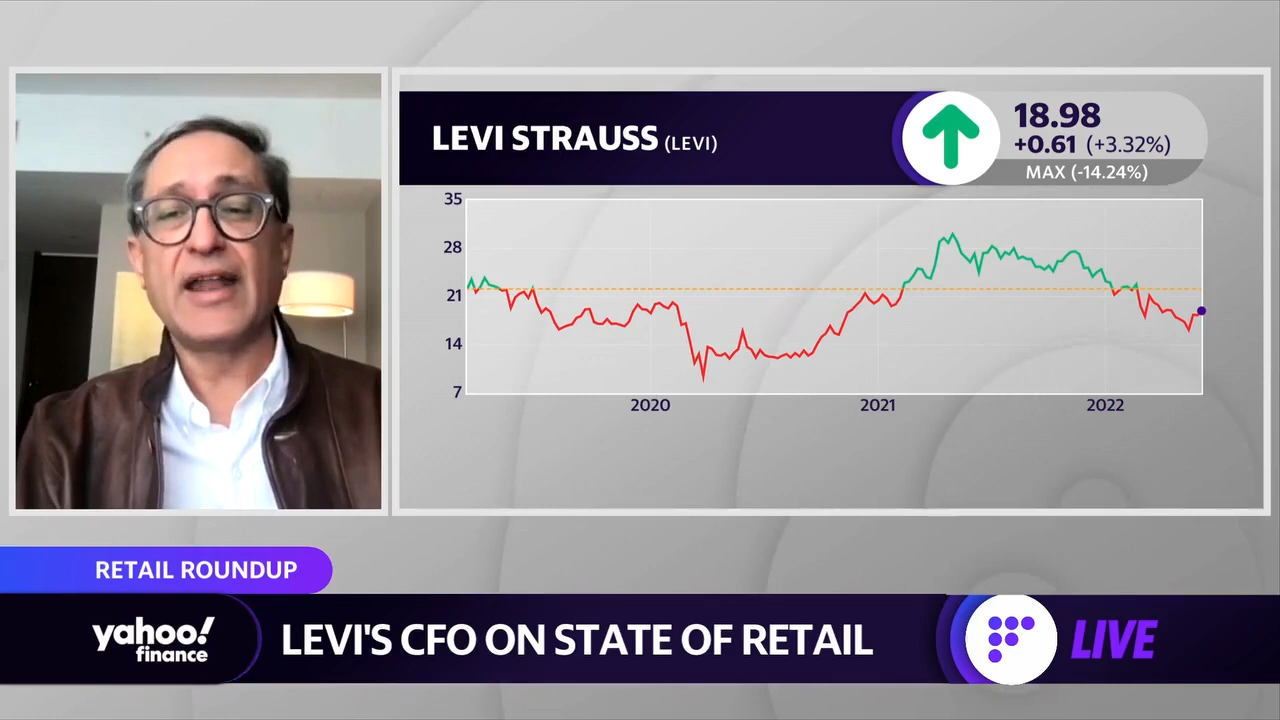 LEVI STRAUSS (LEVI)
18.98
+0.61 (+3.32%)
MAX (-14.24%)
35
28
21
14
7
2020
2021
2022
RETAIL ROUNDUP
yahoo!
finance
LEVI'S CFO ON STATE OF RETAIL
LIVE